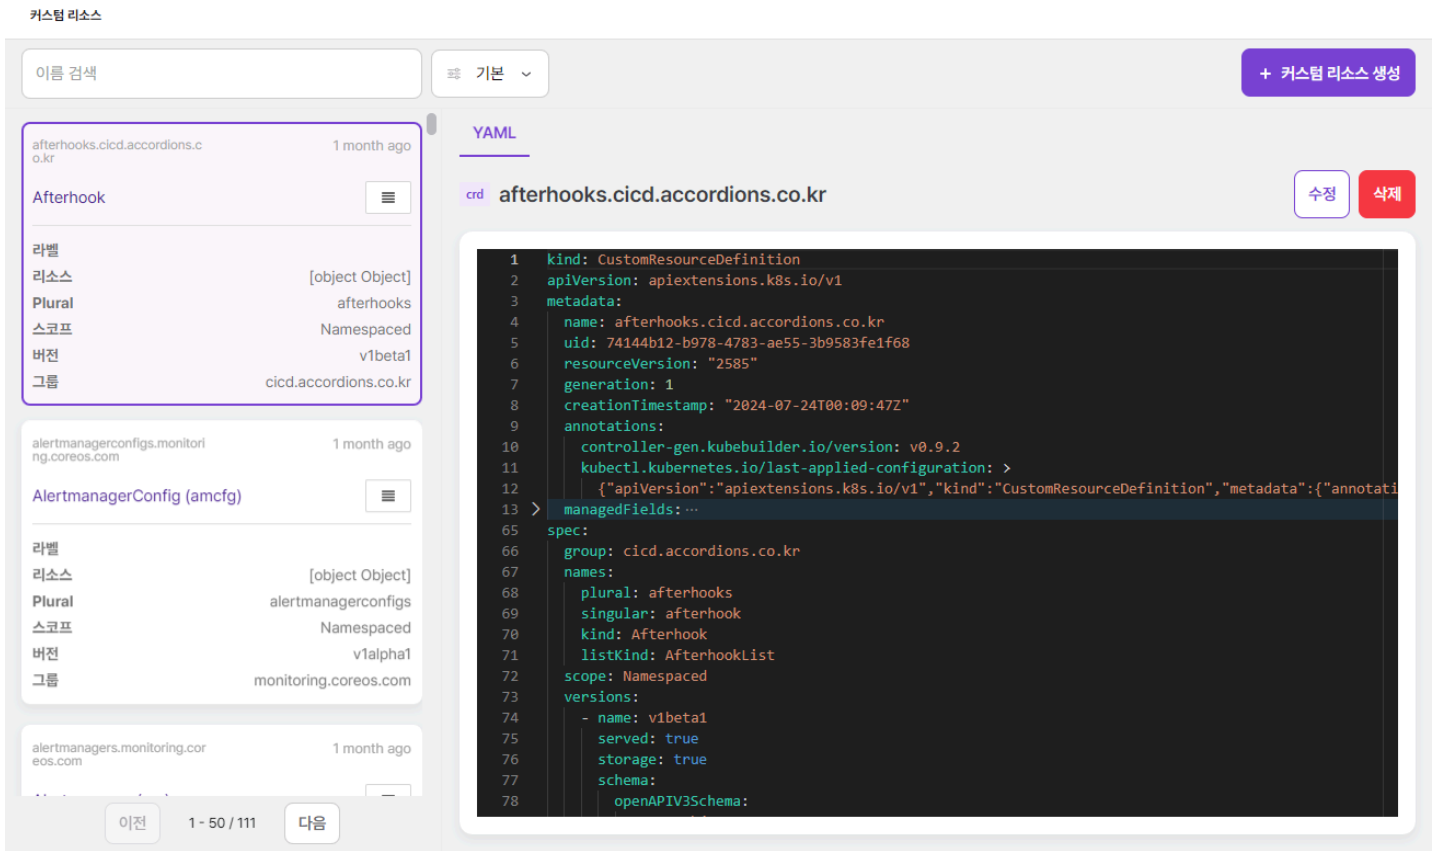 커스텀 리소스
이름 검색
기본
+ 커스텀 리소스 생성
afterhooks.cicd.accordions.c
o.kr
1 month ago
Afterhook
라벨
리소스 [object Object]
Plural afterhooks
스코프 Namespaced
버전 v1beta1
그룹 cicd.accordions.co.kr
alertmanagerconfigs.monitori
ng.coreos.com
1 month ago
AlertmanagerConfig (amcfg)
라벨
리소스 [object Object]
Plural alertmanagerconfigs
스코프 Namespaced
버전 v1alpha1
그룹 monitoring.coreos.com
alertmanagers.monitoring.cor
eos.com
1 month ago
이전 1 - 50 / 111 다음
YAML
crd afterhooks.cicd.accordions.co.kr
수정 삭제
1 kind: CustomResourceDefinition
2 apiVersion: apiextensions.k8s.io/v1
3 metadata:
4 name: afterhooks.cicd.accordions.co.kr
5 uid: 74144b12-b978-4783-ae55-3b9583fe1f68
6 resourceVersion: "2585"
7 generation: 1
8 creationTimestamp: "2024-07-24T00:09:47Z"
9 annotations:
10 controller-gen.kubebuilder.io/version: v0.9.2
11 kubectl.kubernetes.io/last-applied-configuration: >
12 {"apiVersion":"apiextensions.k8s.io/v1","kind":"CustomResourceDefinition","metadata":{"annotati
13 > managedFields: ···
65 spec:
66 group: cicd.accordions.co.kr
67 names:
68 plural: afterhooks
69 singular: afterhook
70 kind: Afterhook
71 listKind: AfterhookList
72 scope: Namespaced
73 versions:
74 - name: v1beta1
75 served: true
76 storage: true
77 schema:
78 openAPIV3Schema: